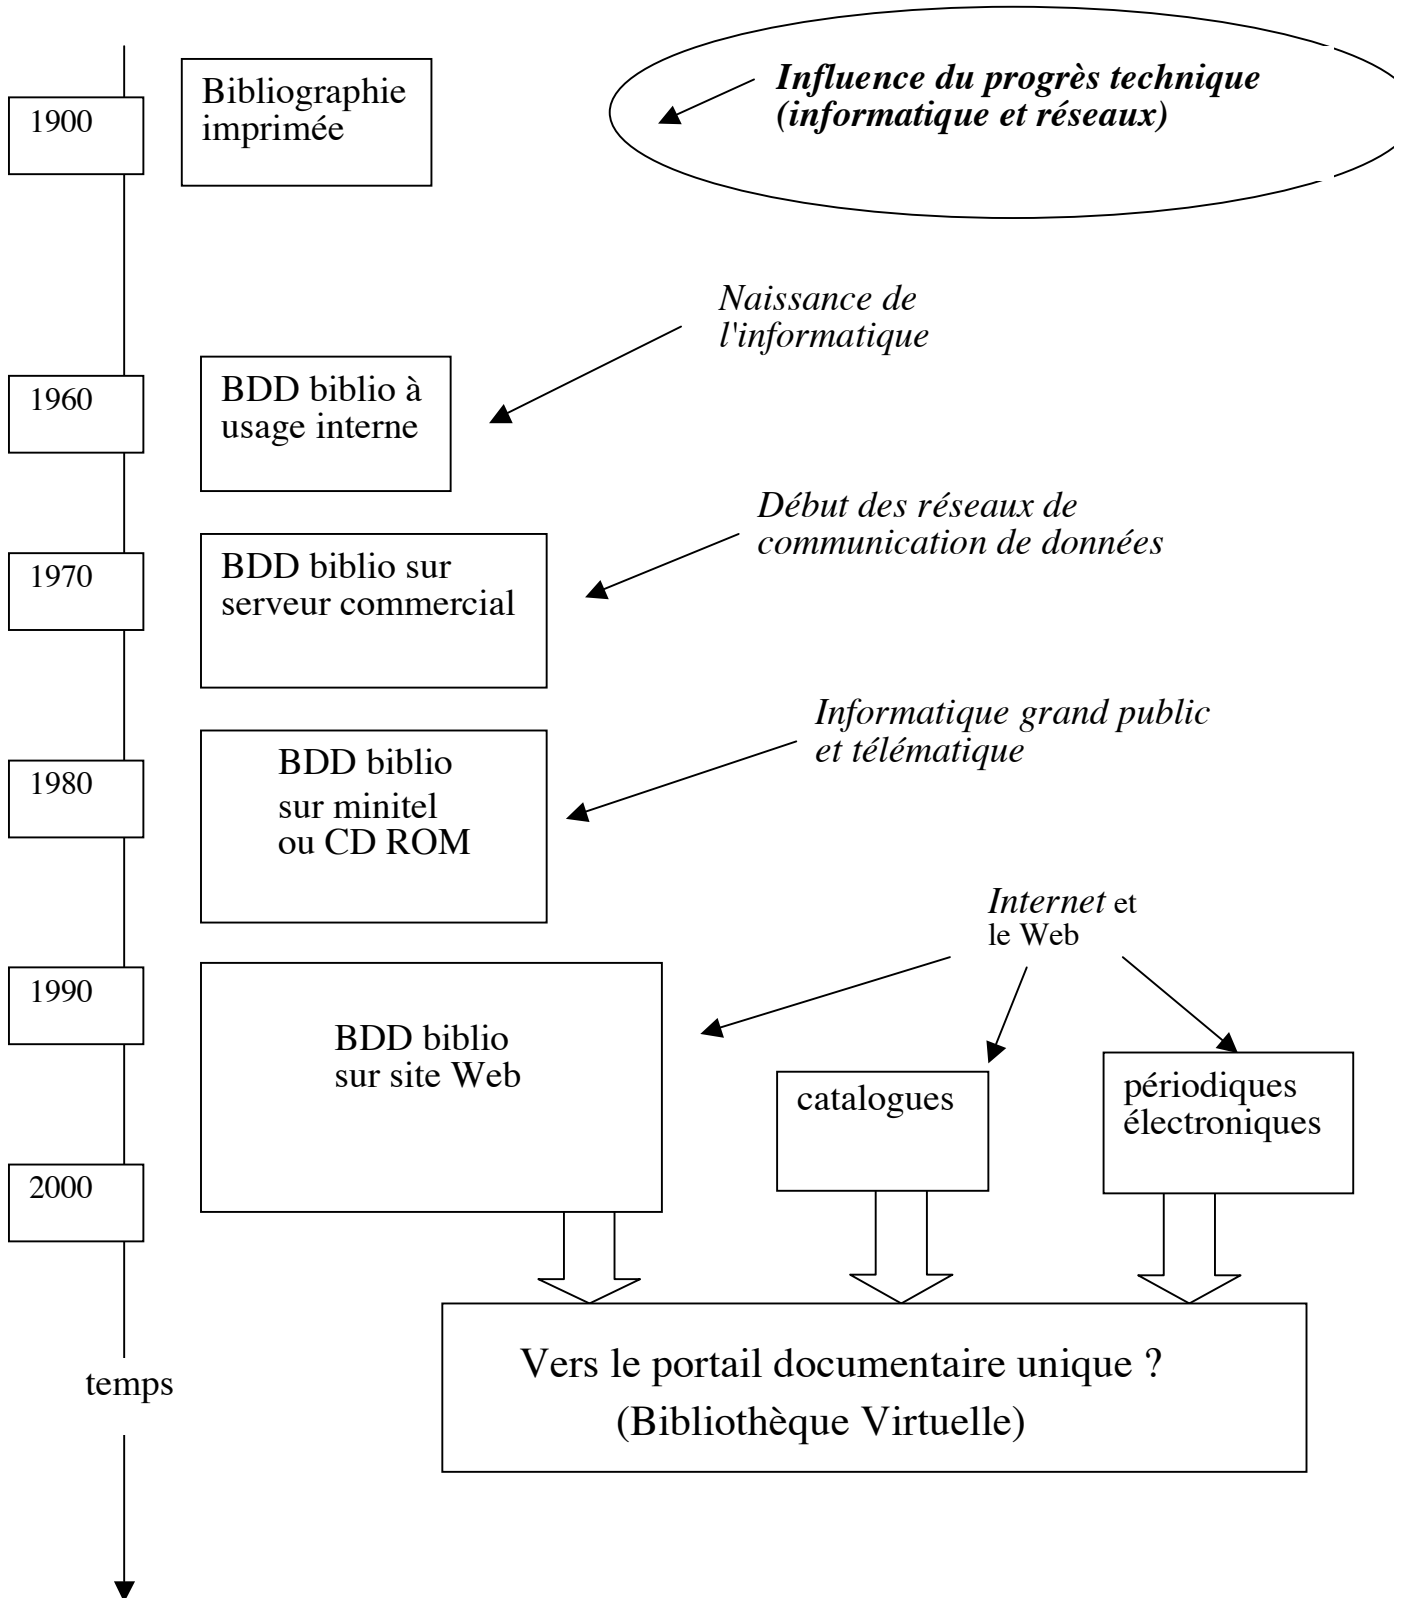 1900
Bibliographie
imprimée
Influence du progrès technique
(informatique et réseaux)
Naissance de
l'informatique
1960
BDD biblio à
usage interne
Début des réseaux de
communication de données
1970
BDD biblio sur
serveur commercial
Informatique grand public
et télématique
1980
BDD biblio
sur minitel
ou CD ROM
Internet et
le Web
1990
BDD biblio
sur site Web
catalogues
périodiques
électroniques
2000
temps
Vers le portail documentaire unique ?
(Bibliothèque Virtuelle)